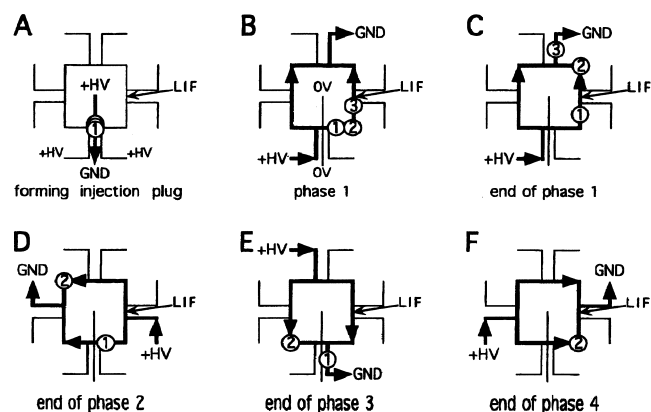 A
+HV
LIF
1
+HV
+HV
GND
forming injection plug
B
GND
0V
LIF
3
1 2
+HV
0V
phase 1
C
GND
3
2
LIF
1
+HV
end of phase 1
D
GND
2
LIF
1
+HV
end of phase 2
E
+HV
LIF
2
1
GND
end of phase 3
F
GND
LIF
2
+HV
end of phase 4